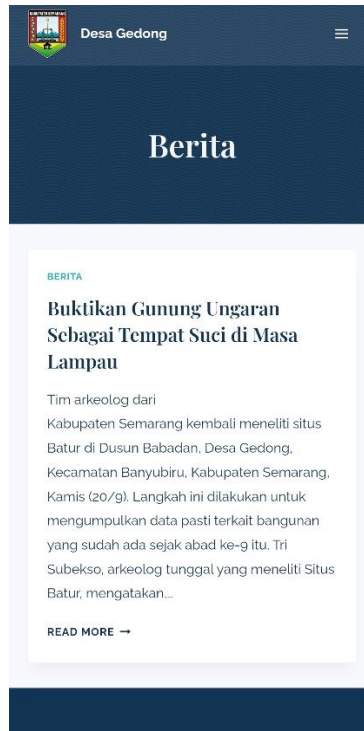 Desa Gedong
Berita
BERITA
Buktikan Gunung Ungaran
Sebagai Tempat Suci di Masa
Lampau
Tim arkeolog dari
Kabupaten Semarang kembali meneliti situs
Batur di Dusun Babadan, Desa Gedong,
Kecamatan Banyubiru, Kabupaten Semarang,
Kamis (20/9). Langkah ini dilakukan untuk
mengumpulkan data pasti terkait bangunan
yang sudah ada sejak abad ke-9 itu. Tri
Subekso, arkeolog tunggal yang meneliti Situs
Batur, mengatakan...
READ MORE →